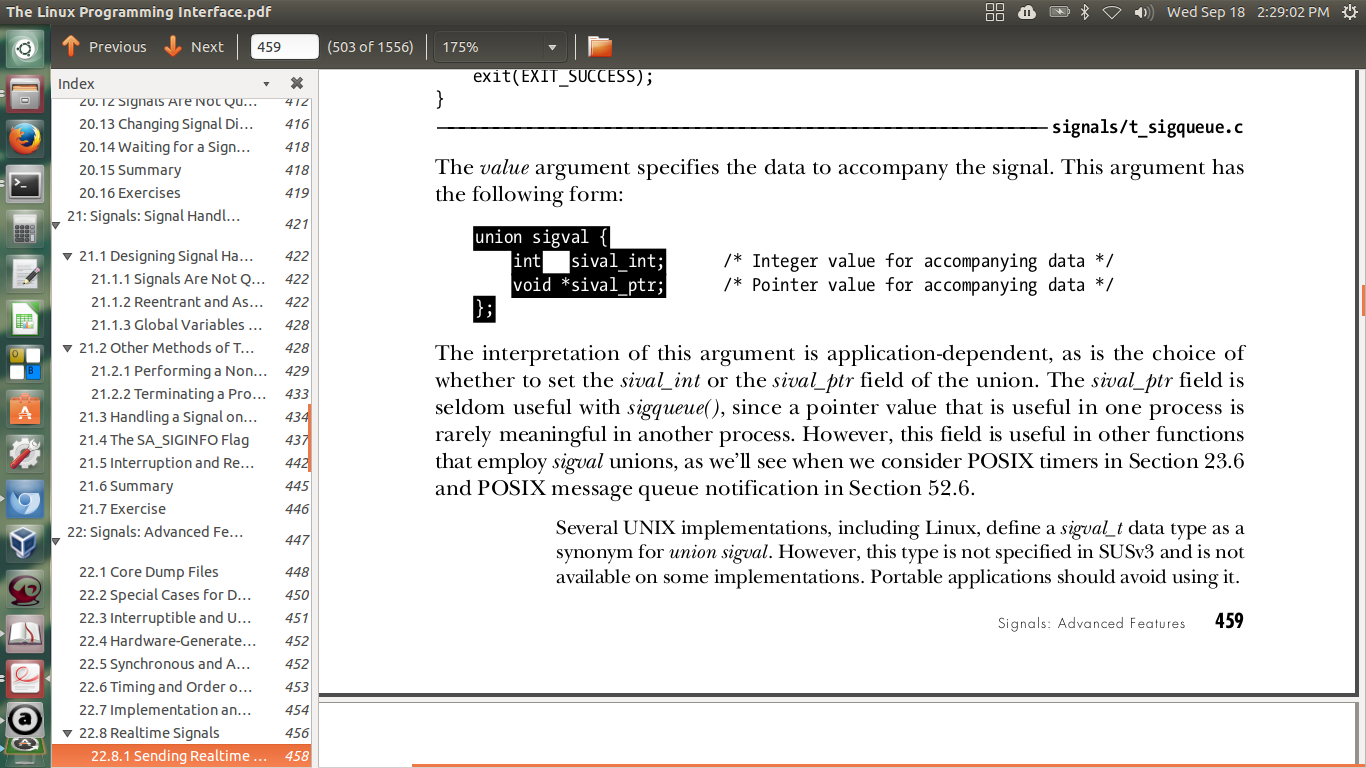 The Linux Programming Interface.pdf
Wed Sep 18 2:29:02 PM
Previous Next 459 (503 of 1556) 175%
Index
20.12 Signals Are Not Qu... 412
20.13 Changing Signal Di... 416
20.14 Waiting for a Sign... 418
20.15 Summary 418
20.16 Exercises 419
21: Signals: Signal Handl... 421
21.1 Designing Signal Ha... 422
21.1.1 Signals Are Not Q... 422
21.1.2 Reentrant and As... 422
21.1.3 Global Variables ... 428
21.2 Other Methods of T... 428
21.2.1 Performing a Non... 429
21.2.2 Terminating a Pro... 433
21.3 Handling a Signal on... 434
21.4 The SA_SIGINFO Flag 437
21.5 Interruption and Re... 442
21.6 Summary 445
21.7 Exercise 446
22: Signals: Advanced Fe... 447
22.1 Core Dump Files 448
22.2 Special Cases for D... 450
22.3 Interruptible and U... 451
22.4 Hardware-Generate... 452
22.5 Synchronous and A... 452
22.6 Timing and Order o... 453
22.7 Implementation an... 454
22.8 Realtime Signals 456
22.8.1 Sending Realtime ... 458
exit(EXIT_SUCCESS);
}
signals/t_sigqueue.c
The value argument specifies the data to accompany the signal. This argument has
the following form:
union sigval {
int sival_int; /* Integer value for accompanying data */
void *sival_ptr; /* Pointer value for accompanying data */
};
The interpretation of this argument is application-dependent, as is the choice of
whether to set the sival_int or the sival_ptr field of the union. The sival_ptr field is
seldom useful with sigqueue(), since a pointer value that is useful in one process is
rarely meaningful in another process. However, this field is useful in other functions
that employ sigval unions, as we'll see when we consider POSIX timers in Section 23.6
and POSIX message queue notification in Section 52.6.
Several UNIX implementations, including Linux, define a sigval_t data type as a
synonym for union sigval. However, this type is not specified in SUSv3 and is not
available on some implementations. Portable applications should avoid using it.
Signals: Advanced Features 459